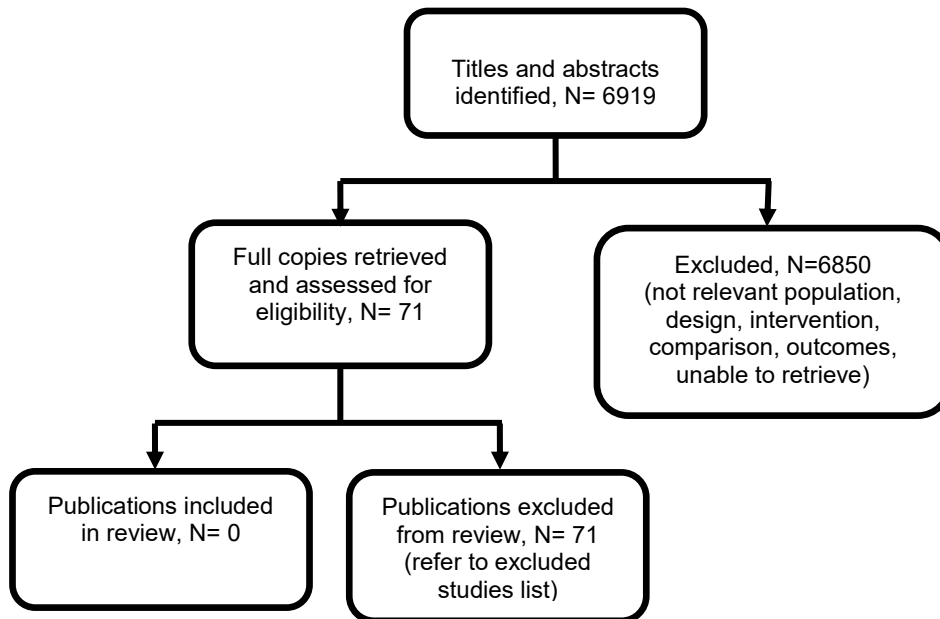 Titles and abstracts
identified, N= 6919
Full copies retrieved
and assessed for
eligibility, N= 71
Excluded, N=6850
(not relevant population,
design, intervention,
comparison, outcomes,
unable to retrieve)
Publications included
in review, N= 0
Publications excluded
from review, N= 71
(refer to excluded
studies list)